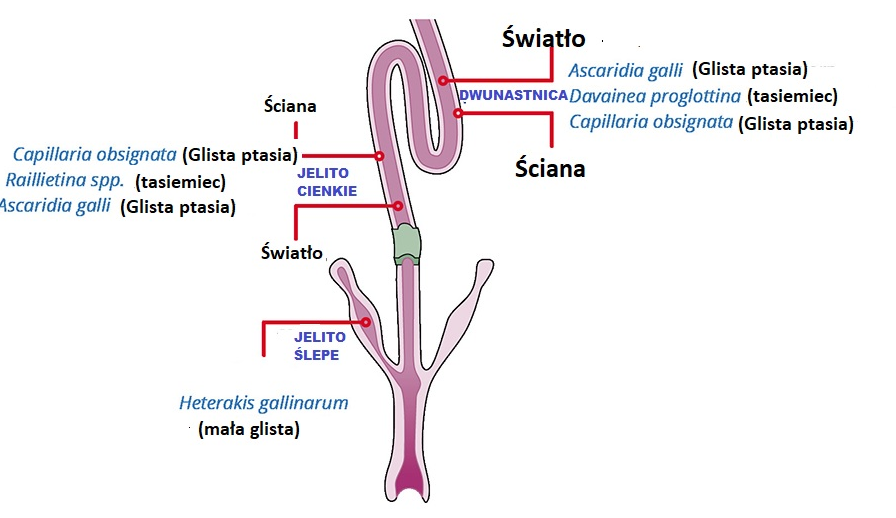 Światło
Ascaridia galli (Glista ptasia)
DWUNASTNICA
Davainea proglottina (tasiemiec)
Capillaria obsignata (Glista ptasia)
Ściana
Ściana
Capillaria obsignata (Glista ptasia)
Raillietina spp. (tasiemiec)
Ascaridia galli (Glista ptasia)
JELITO
CIENKIE
Światło
JELITO
ŚLEPE
Heterakis gallinarum
(mała glista)